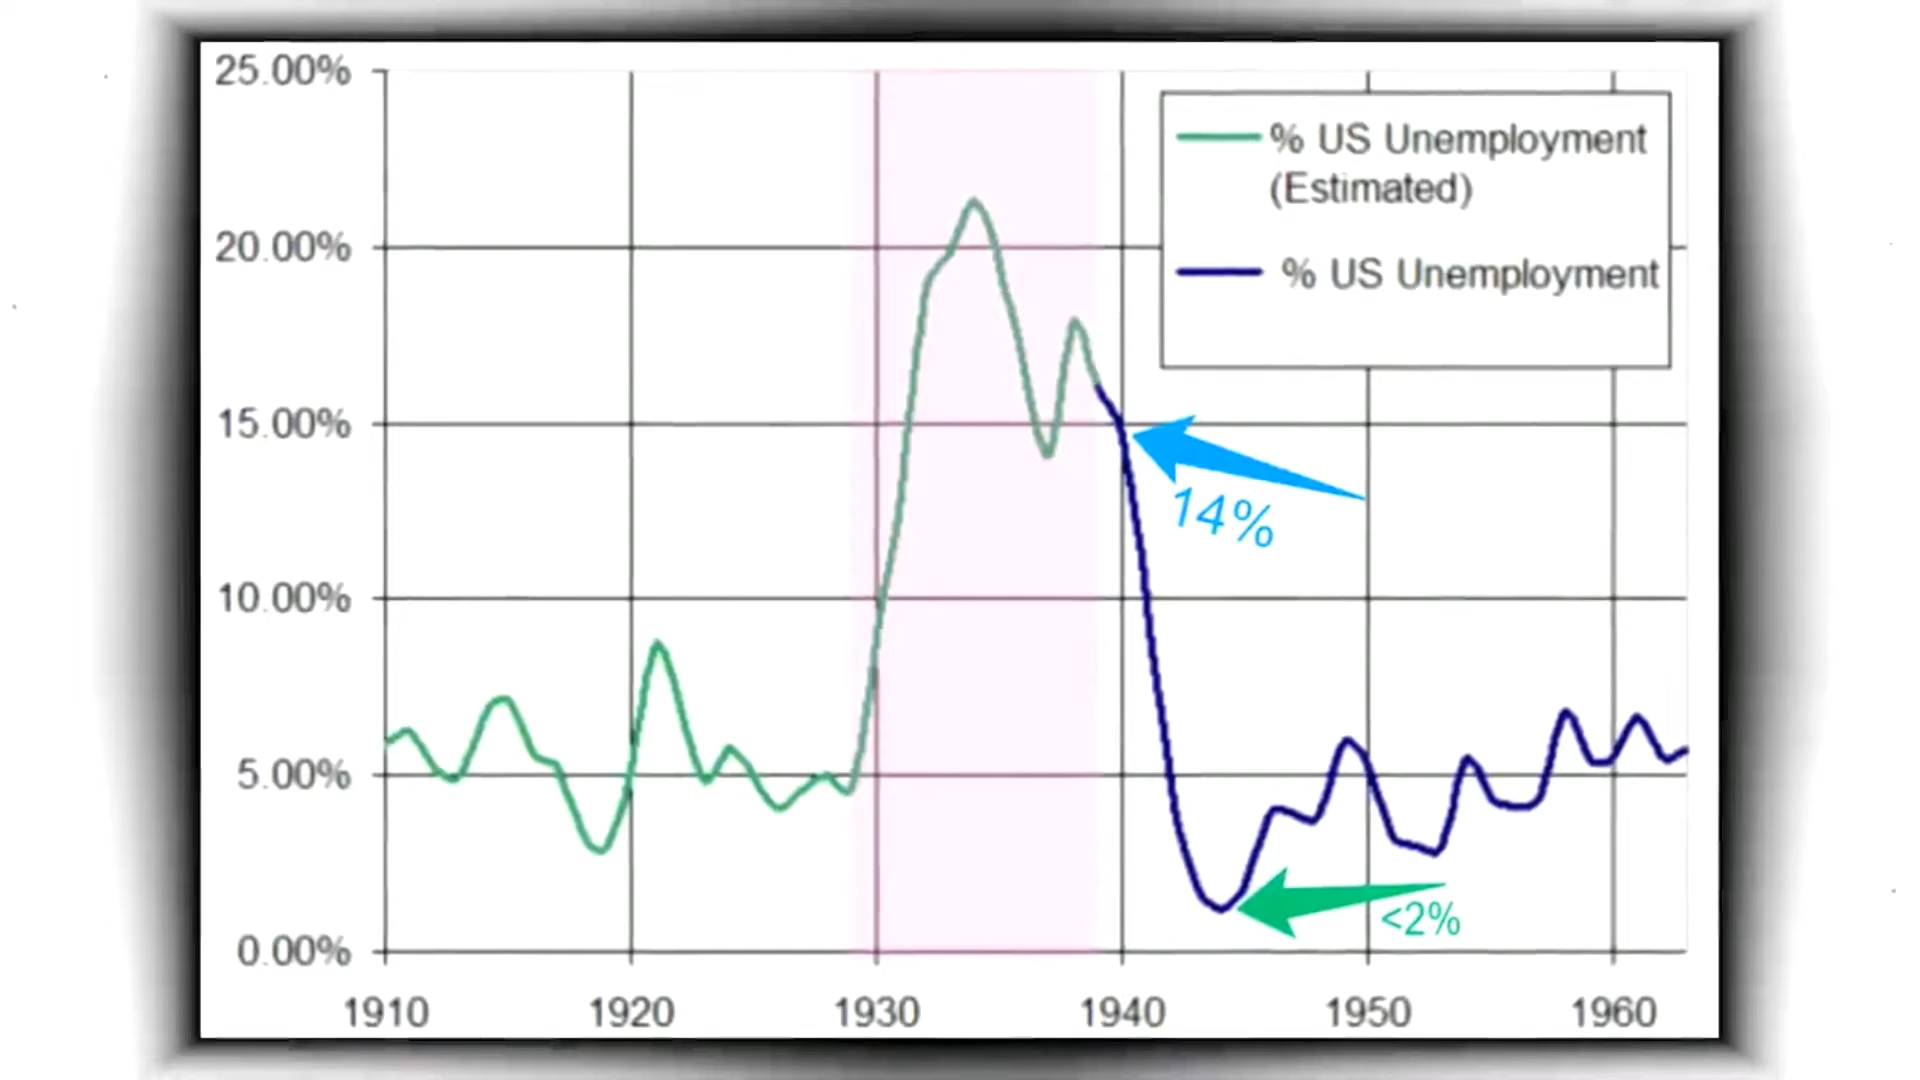 25.00%
20.00%
15.00%
10.00%
5.00%
0.00%
1910 1920 1930 1940 1950 1960
% US Unemployment
(Estimated)
% US Unemployment
14%
<2%